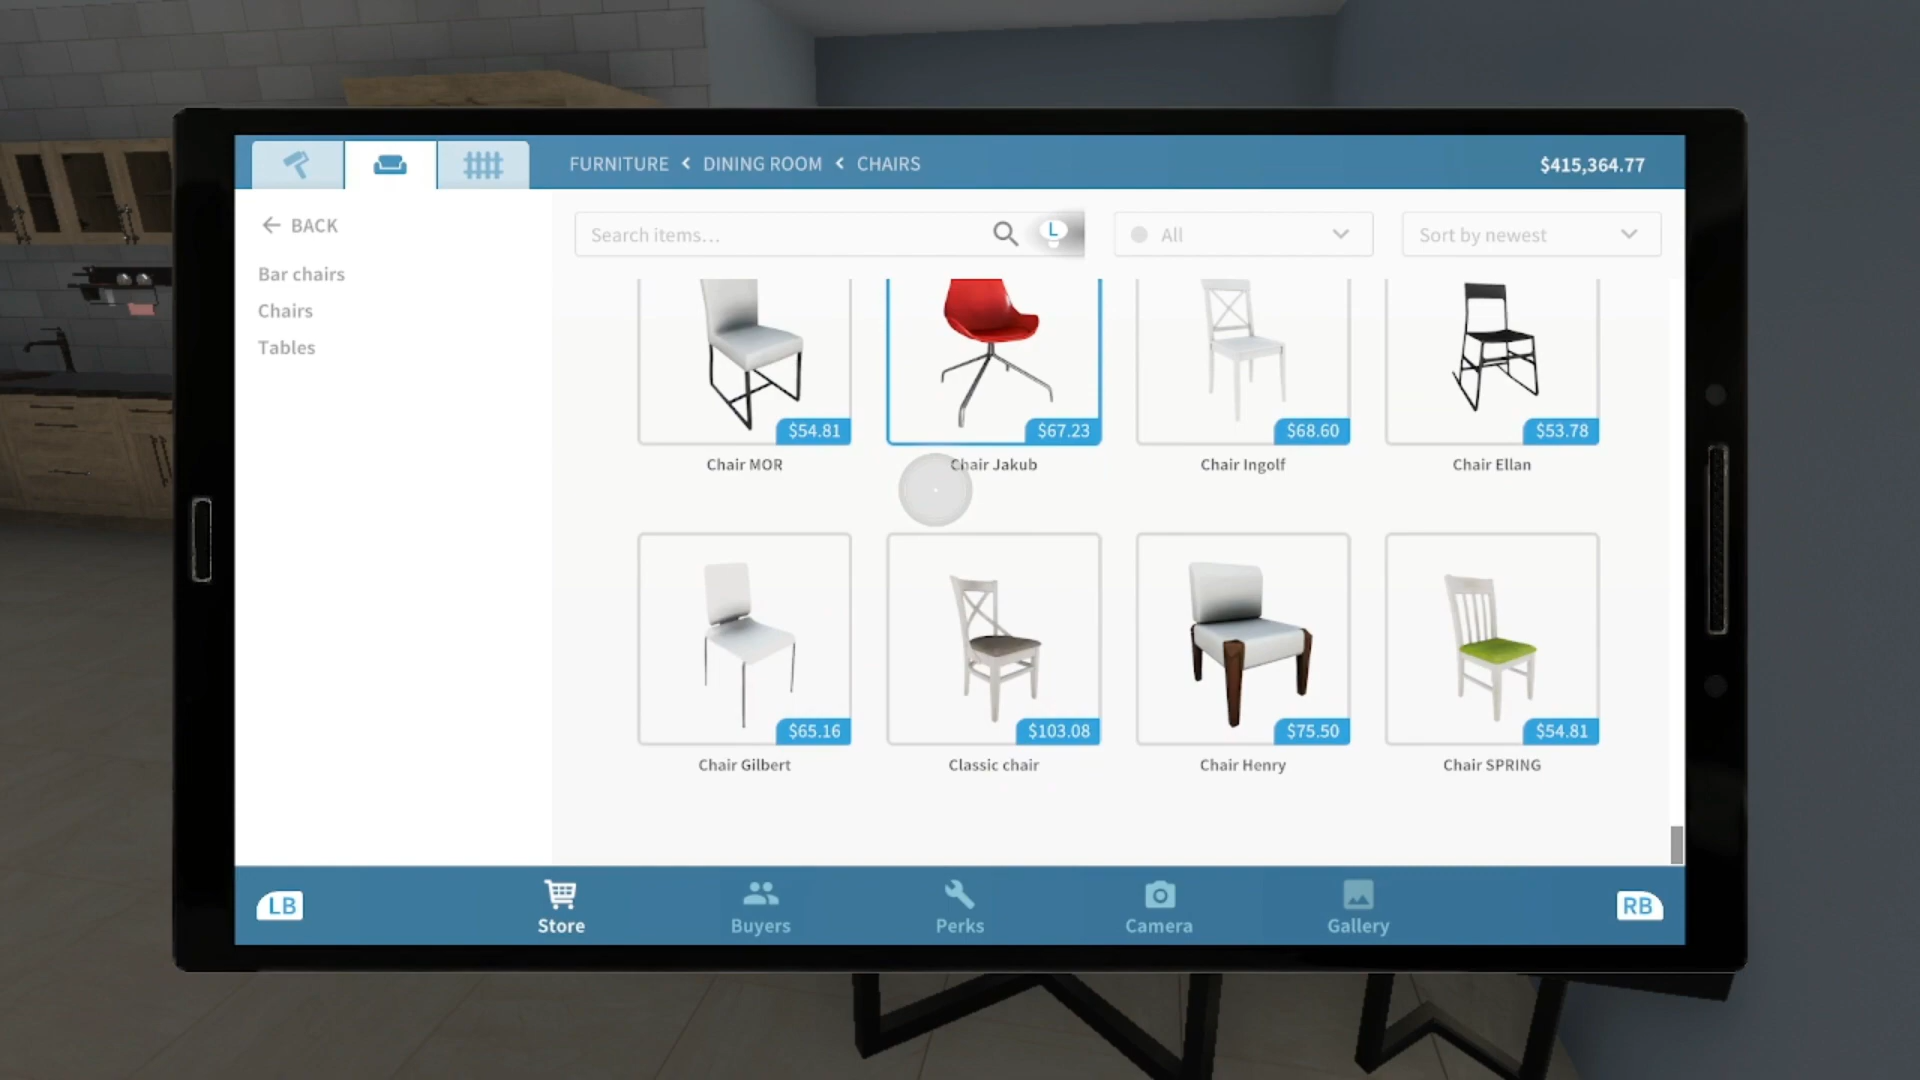 FURNITURE < DINING ROOM < CHAIRS
$415,364.77
BACK
Bar chairs
Chairs
Tables
Search items...
L
All
Sort by newest
$54.81
$67.23
$68.60
$53.78
Chair MOR
Chair Jakub
Chair Ingolf
Chair Ellan
$65.16
$103.08
$75.50
$54.81
Chair Gilbert
Classic chair
Chair Henry
Chair SPRING
LB
Store
Buyers
Perks
Camera
Gallery
RB